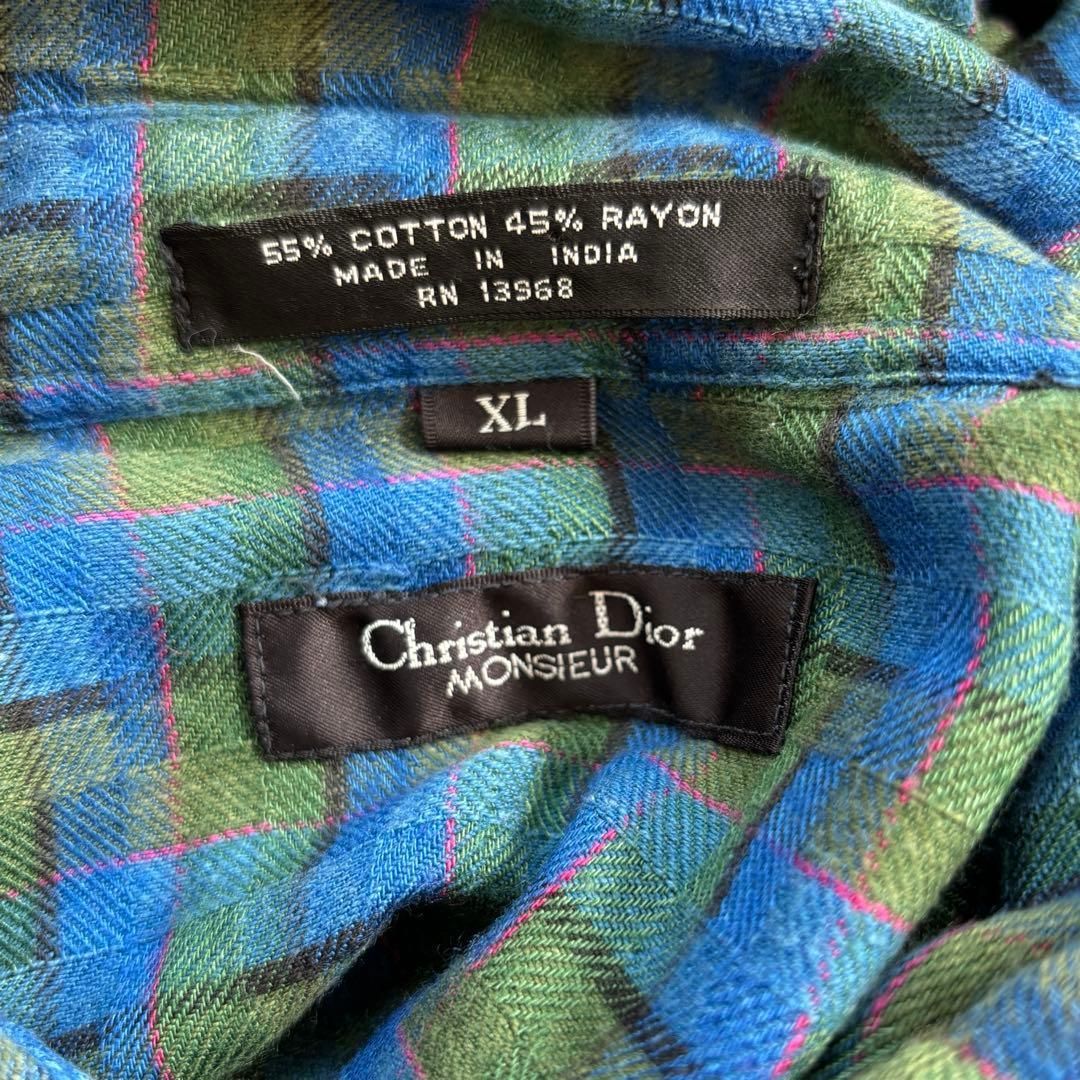 55% COTTON 45% RAYON
MADE IN INDIA
RN 13968
XL
Christian Dior
MONSIEUR